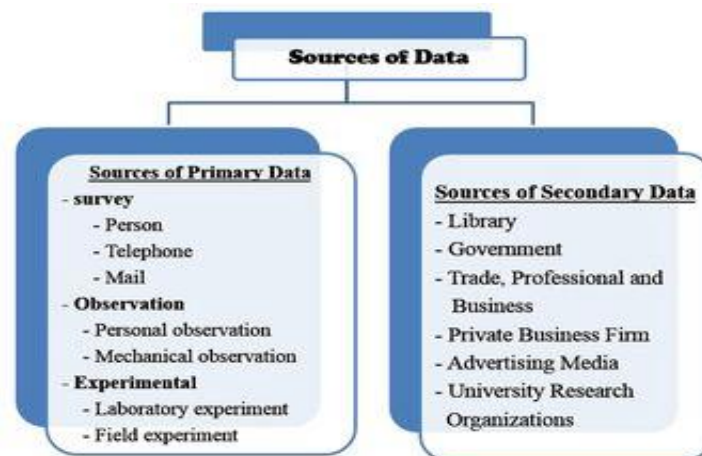 Sources of Data
Sources of Primary Data
- survey
- Person
- Telephone
- Mail
- Observation
- Personal observation
- Mechanical observation
- Experimental
- Laboratory experiment
- Field experiment
Sources of Secondary Data
- Library
- Government
- Trade, Professional and
Business
- Private Business Firm
- Advertising Media
- University Research
Organizations